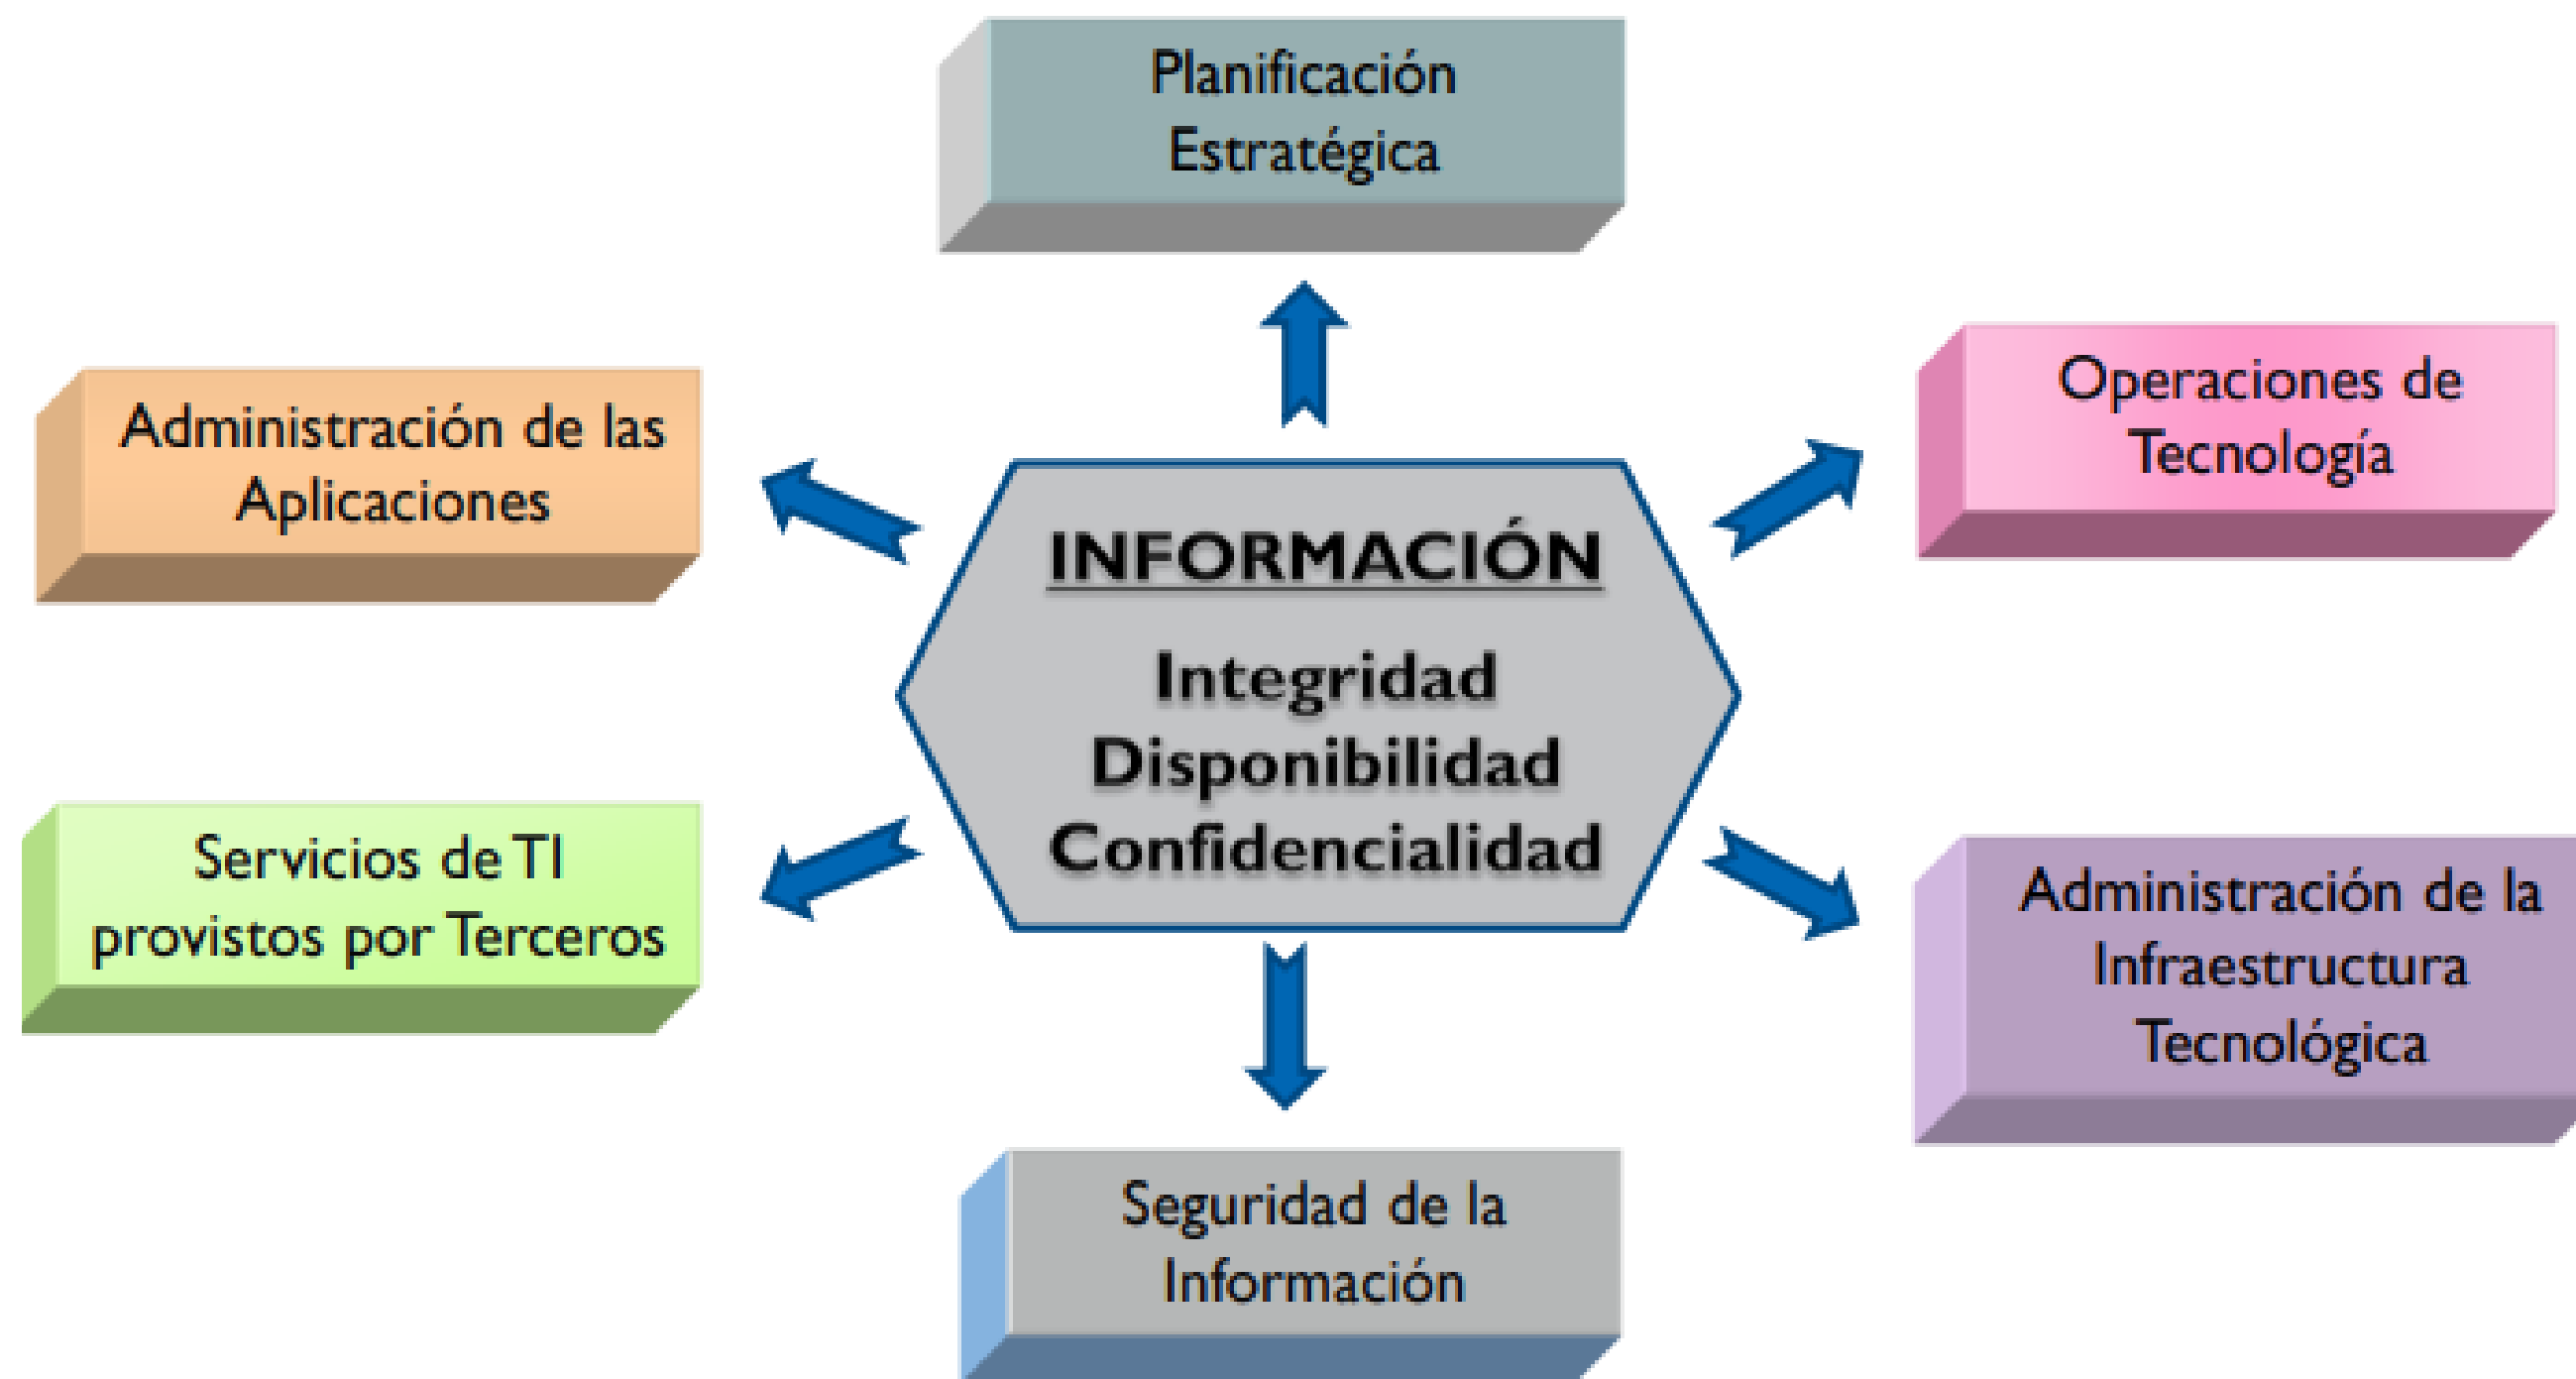 Planificación
Estratégica
Operaciones de
Tecnología
Administración de las
Aplicaciones
INFORMACIÓN
Integridad
Disponibilidad
Confidencialidad
Servicios de TI
provistos por Terceros
Administración de la
Infraestructura
Tecnológica
Seguridad de la
Información